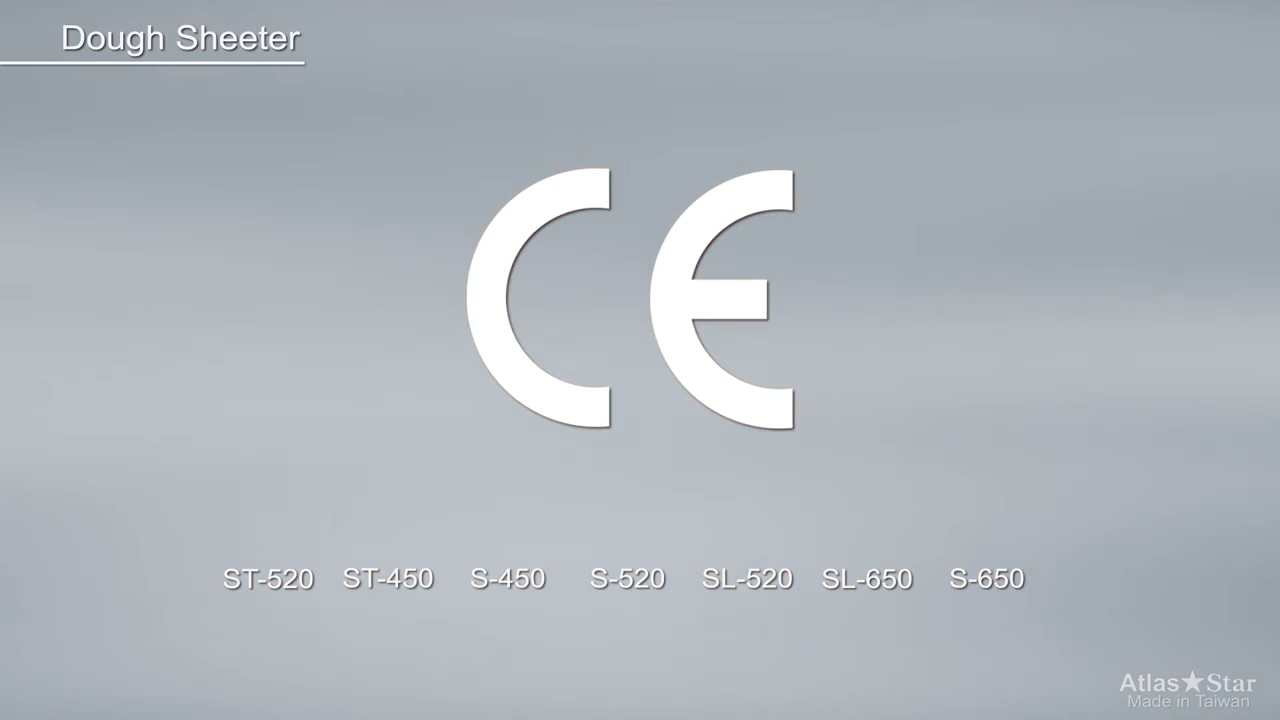 Dough Sheeter
CE
ST-520 ST-450 S-450 S-520 SL-520 SL-650 S-650
Atlas★Star
Made in Taiwan